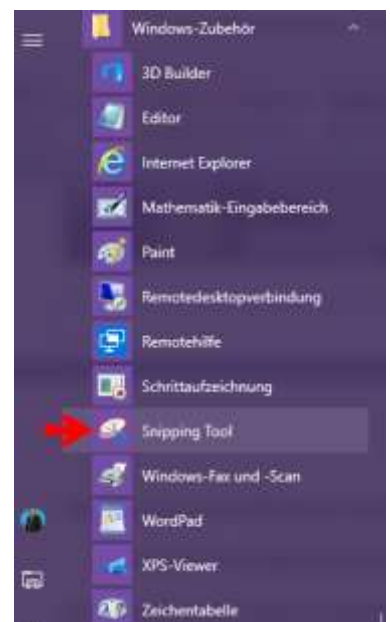 Windows-Zubehör
3D Builder
Editor
Internet Explorer
Mathematik-Eingabebereich
Paint
Remotedesktopverbindung
Remotehilfe
Schrittaufzeichnung
Snipping Tool
Windows-Fax und -Scan
WordPad
XPS-Viewer
Zeichentabelle